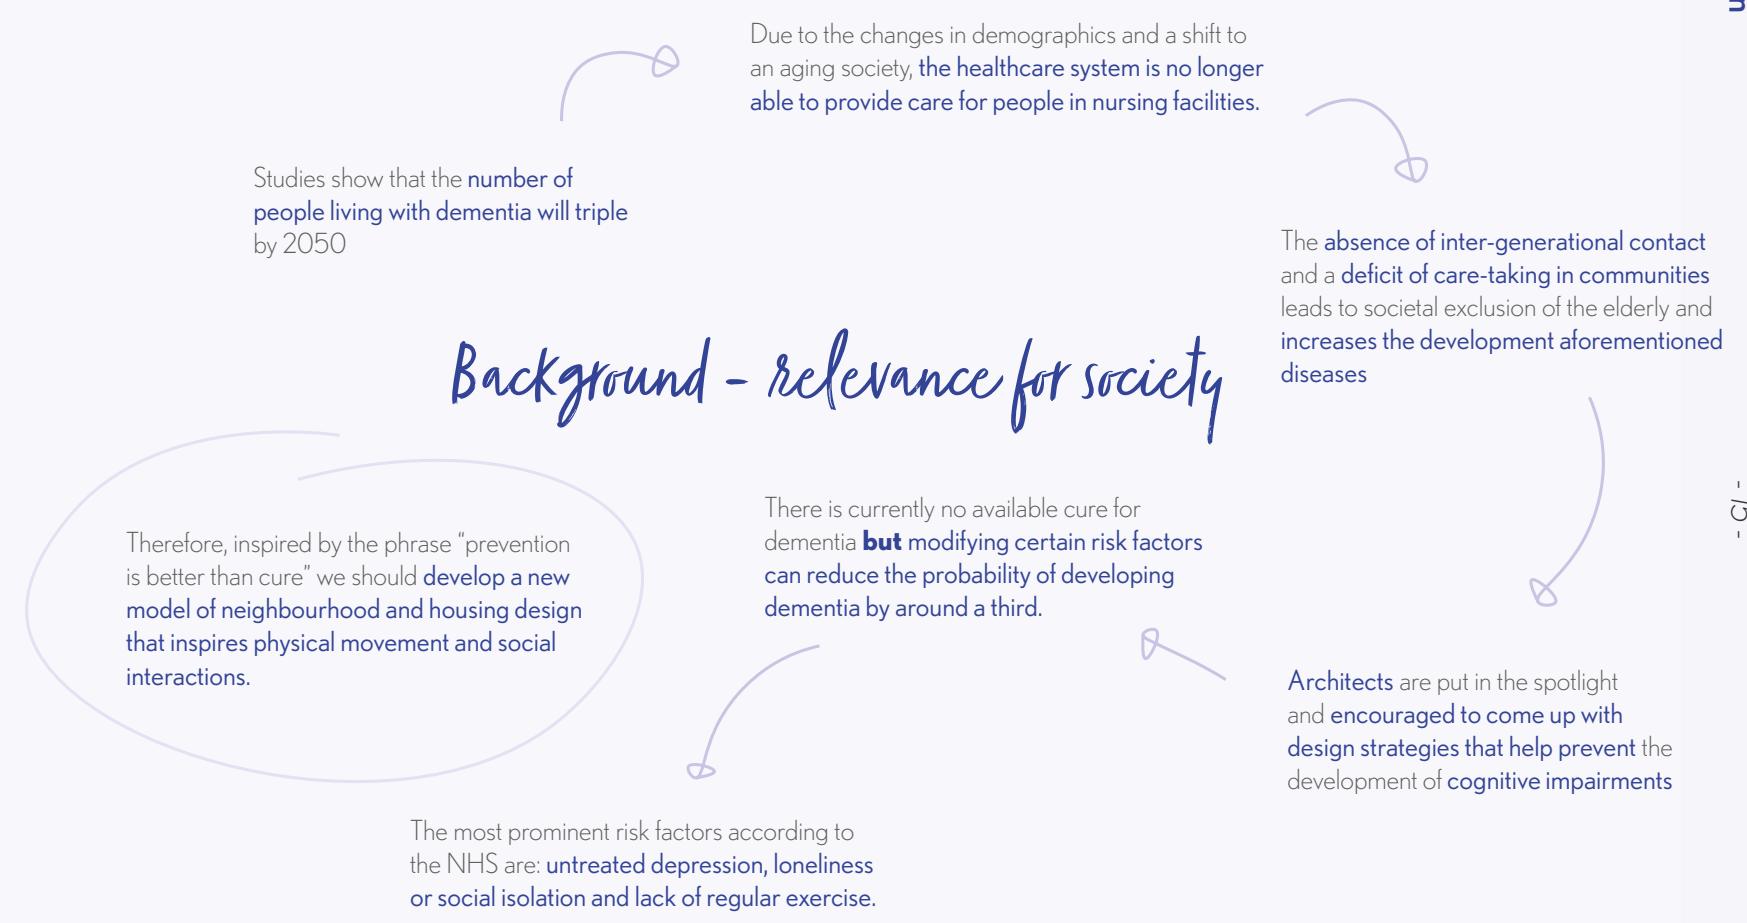 Due to the changes in demographics and a shift to
an aging society, the healthcare system is no longer
able to provide care for people in nursing facilities.
Studies show that the number of
people living with dementia will triple
by 2050
The absence of inter-generational contact
and a deficit of care-taking in communities
leads to societal exclusion of the elderly and
increases the development aforementioned
diseases
Background - relevance for society
There is currently no available cure for
dementia but modifying certain risk factors
can reduce the probability of developing
dementia by around a third.
Therefore, inspired by the phrase “prevention
is better than cure” we should develop a new
model of neighbourhood and housing design
that inspires physical movement and social
interactions.
Architects are put in the spotlight
and encouraged to come up with
design strategies that help prevent the
development of cognitive impairments
The most prominent risk factors according to
the NHS are: untreated depression, loneliness
or social isolation and lack of regular exercise.